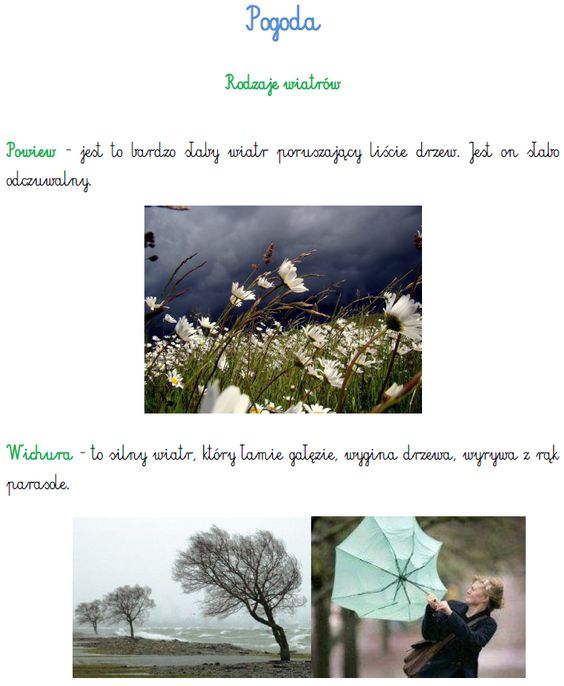 Pogoda
Rodzaje wiatrów
Powiew - jest to bardzo słaby wiatr poruszający liście drzew. Jest on słabo
odczuwalny.
Wichura - to silny wiatr, który łamie gałęzie, wygina drzewa, wyrywa z rąk
parasole.